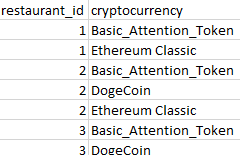 restaurant_id cryptocurrency
1 Basic_Attention_Token
1 Ethereum Classic
2 Basic_Attention_Token
2 DogeCoin
2 Ethereum Classic
3 Basic_Attention_Token
3 DogeCoin